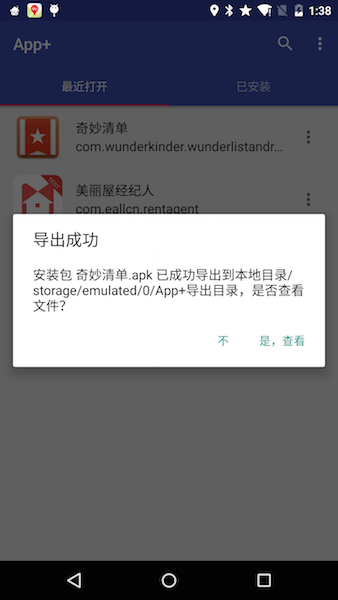 1:38
App+
最近打开
已安装
奇妙清单
com.wunderkinder.wunderlistandr…
美丽屋经纪人
com.eallcn.rentagent
导出成功
安装包 奇妙清单.apk 已成功导出到本地目录/
storage/emulated/0/App+导出目录，是否查看
文件？
不
是，查看